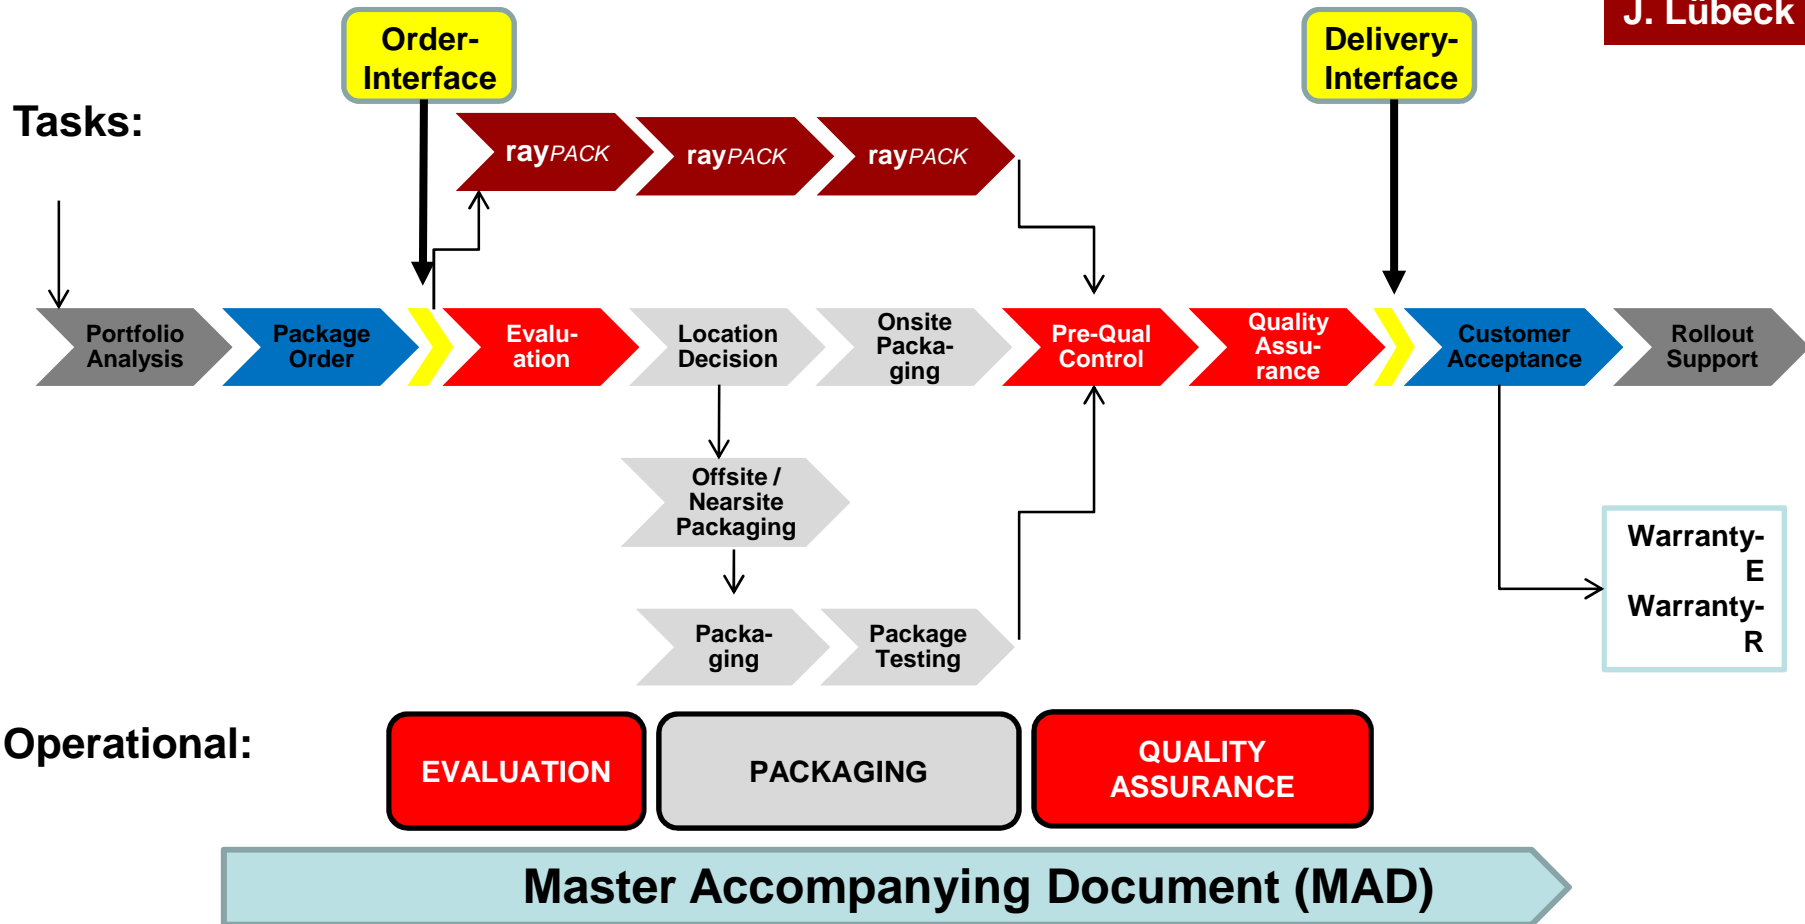 J. Lübeck
Order-
Interface
Delivery-
Interface
Tasks:
rayPACK
rayPACK
rayPACK
Portfolio
Analysis
Package
Order
Evalu-
ation
Location
Decision
Onsite
Packa-
ging
Pre-Qual
Control
Quality
Assu-
rance
Customer
Acceptance
Rollout
Support
Offsite /
Nearsite
Packaging
Warranty-
E
Warranty-
R
Packa-
ging
Package
Testing
Operational:
EVALUATION
PACKAGING
QUALITY
ASSURANCE
Master Accompanying Document (MAD)